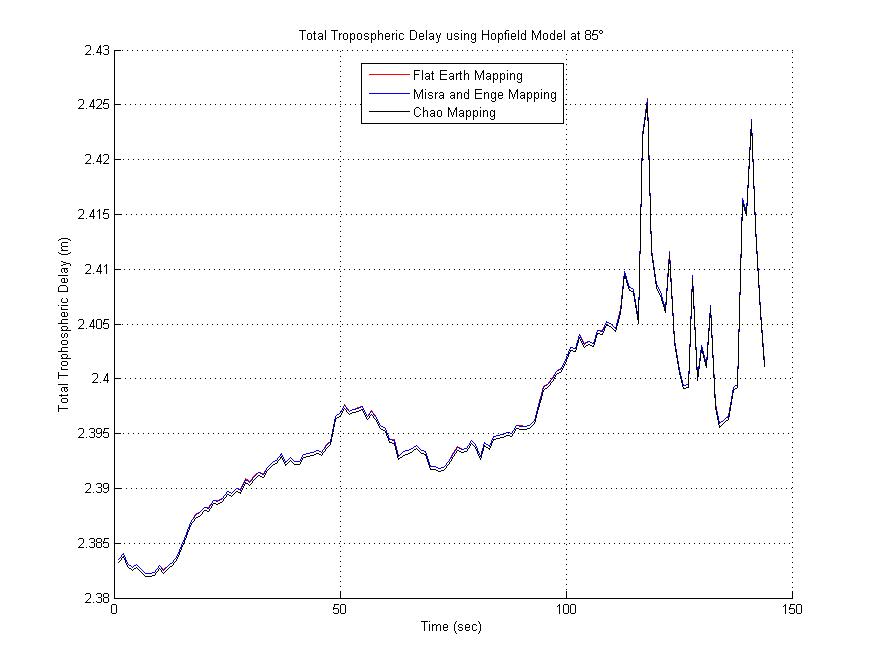 Total Tropospheric Delay using Hopfield Model at 85°
2.43
2.425
2.42
2.415
2.41
2.405
2.4
2.395
2.39
2.385
2.38
Total Trophospheric Delay (m)
Flat Earth Mapping
Misra and Enge Mapping
Chao Mapping
0
50
100
150
Time (sec)